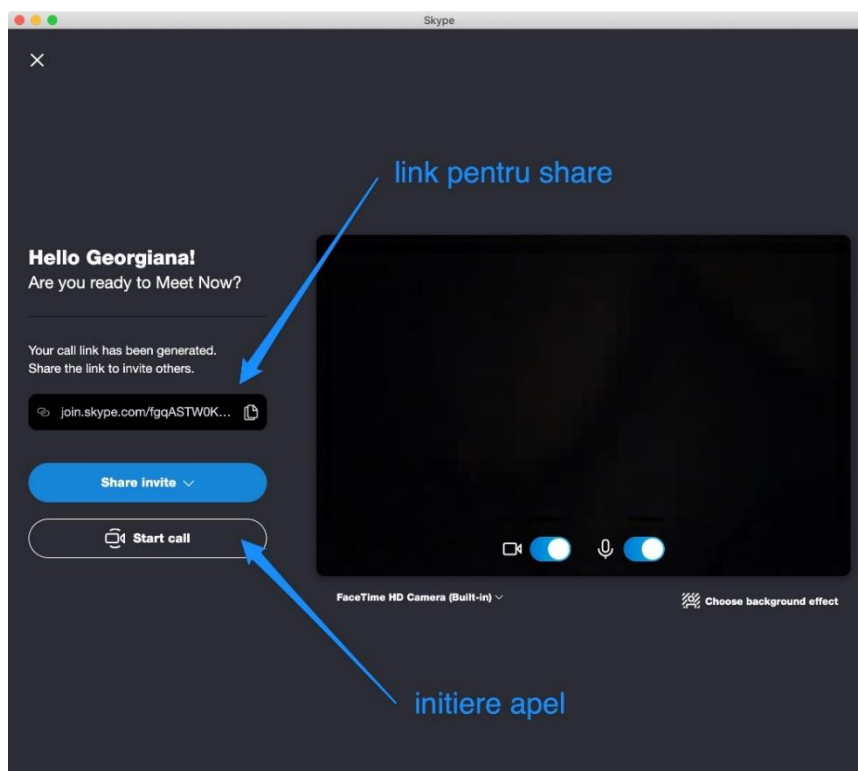 Skype
link pentru share
Hello Georgiana!
Are you ready to Meet Now?
Your call link has been generated.
Share the link to invite others.
join.skype.com/fgqASTW0K...
Share invite
Start call
FaceTime HD Camera (Built-in)
Choose background effect
initiere apel